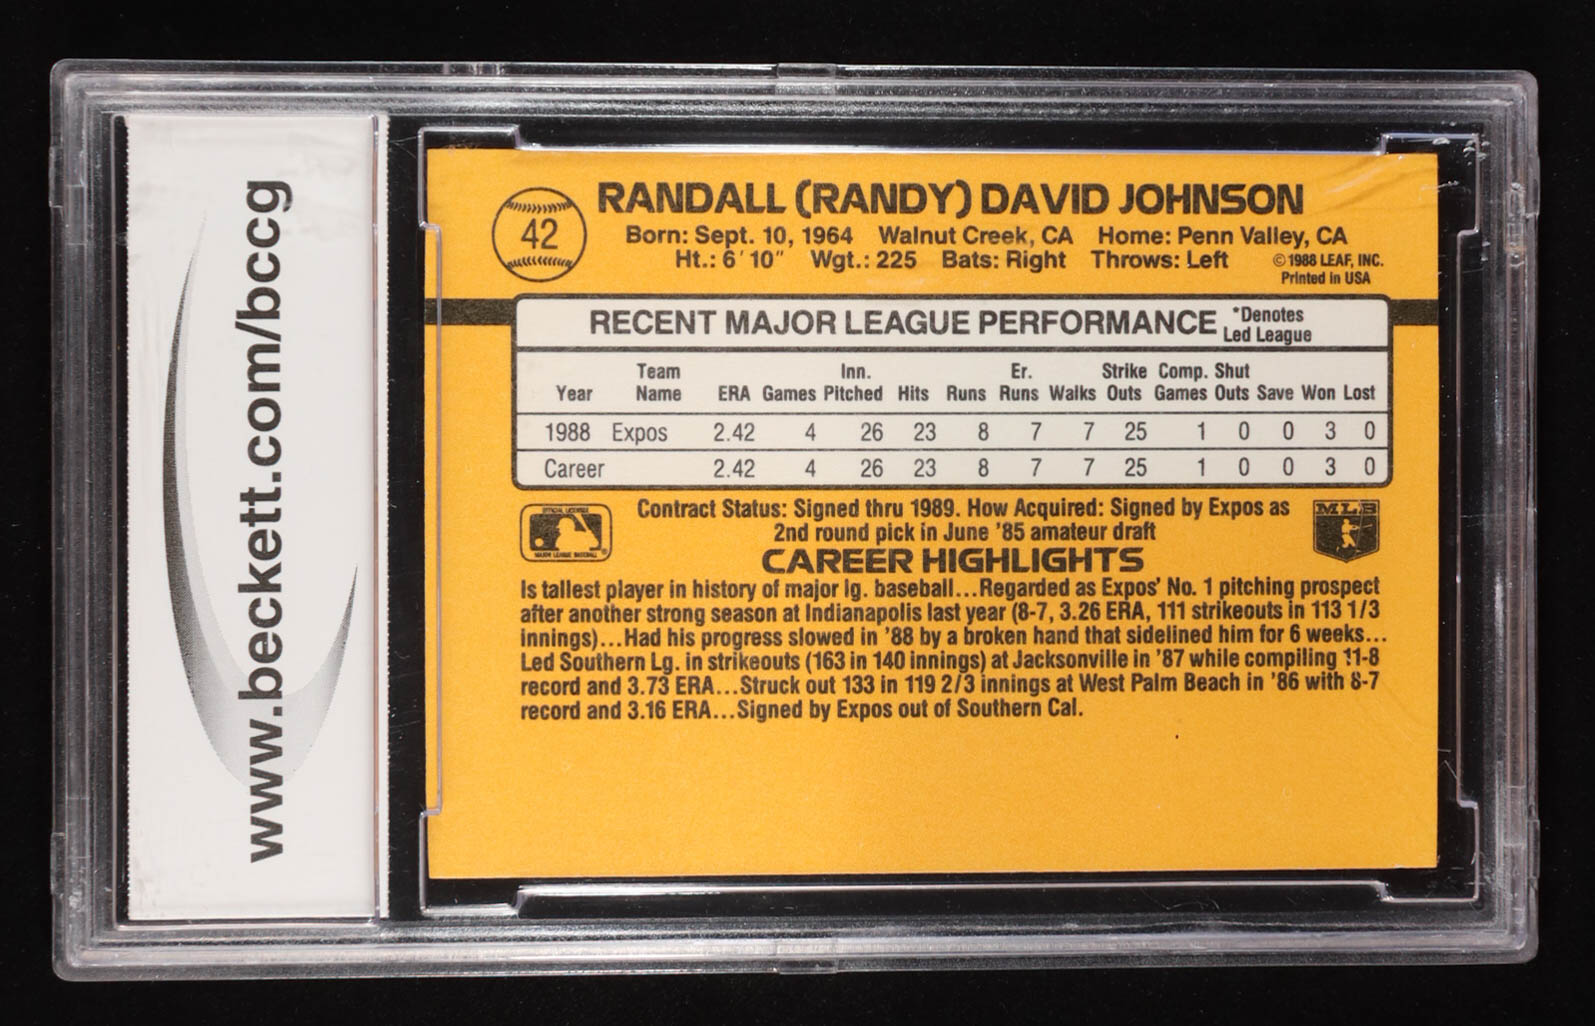 www.beckett.com/bccg
42
RANDALL (RANDY) DAVID JOHNSON
Born: Sept. 10, 1964 Walnut Creek, CA Home: Penn Valley, CA
Ht.: 6'10" Wgt.: 225 Bats: Right Throws: Left
©1988 LEAF, INC.
Printed in USA
RECENT MAJOR LEAGUE PERFORMANCE
*Denotes
Led League
Team Inn. Er. Strike Comp. Shut
Year Name ERA Games Pitched Hits Runs Runs Walks Outs Games Outs Save Won Lost
1988 Expos 2.42 4 26 23 8 7 7 25 1 0 0 3 0
Career 2.42 4 26 23 8 7 7 25 1 0 0 3 0
OFFICIAL LICENSEE
MAJOR LEAGUE BASEBALL
®
Contract Status: Signed thru 1989. How Acquired: Signed by Expos as
2nd round pick in June '85 amateur draft
MLB
CAREER HIGHLIGHTS
Is tallest player in history of major lg. baseball...Regarded as Expos' No. 1 pitching prospect
after another strong season at Indianapolis last year (8-7, 3.26 ERA, 111 strikeouts in 113 1/3
innings)...Had his progress slowed in '88 by a broken hand that sidelined him for 6 weeks...
Led Southern Lg. in strikeouts (163 in 140 innings) at Jacksonville in '87 while compiling 11-8
record and 3.73 ERA...Struck out 133 in 119 2/3 innings at West Palm Beach in '86 with 8-7
record and 3.16 ERA...Signed by Expos out of Southern Cal.